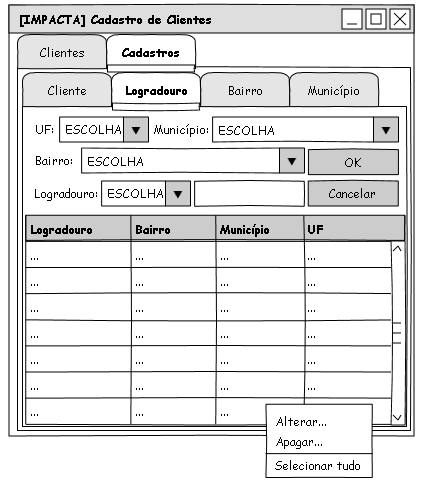 [IMPACTA] Cadastro de Clientes
Clientes Cadastros
Cliente Logradouro Bairro Município
UF: ESCOLHA Município: ESCOLHA
Bairro: ESCOLHA OK
Logradouro: ESCOLHA Cancelar
Logradouro Bairro Município UF
... ... ... ...
... ... ... ...
... ... ... ...
... ... ... ...
... ... ... ...
... ... ... ...
... ... ...
Alterar...
Apagar...
Selecionar tudo